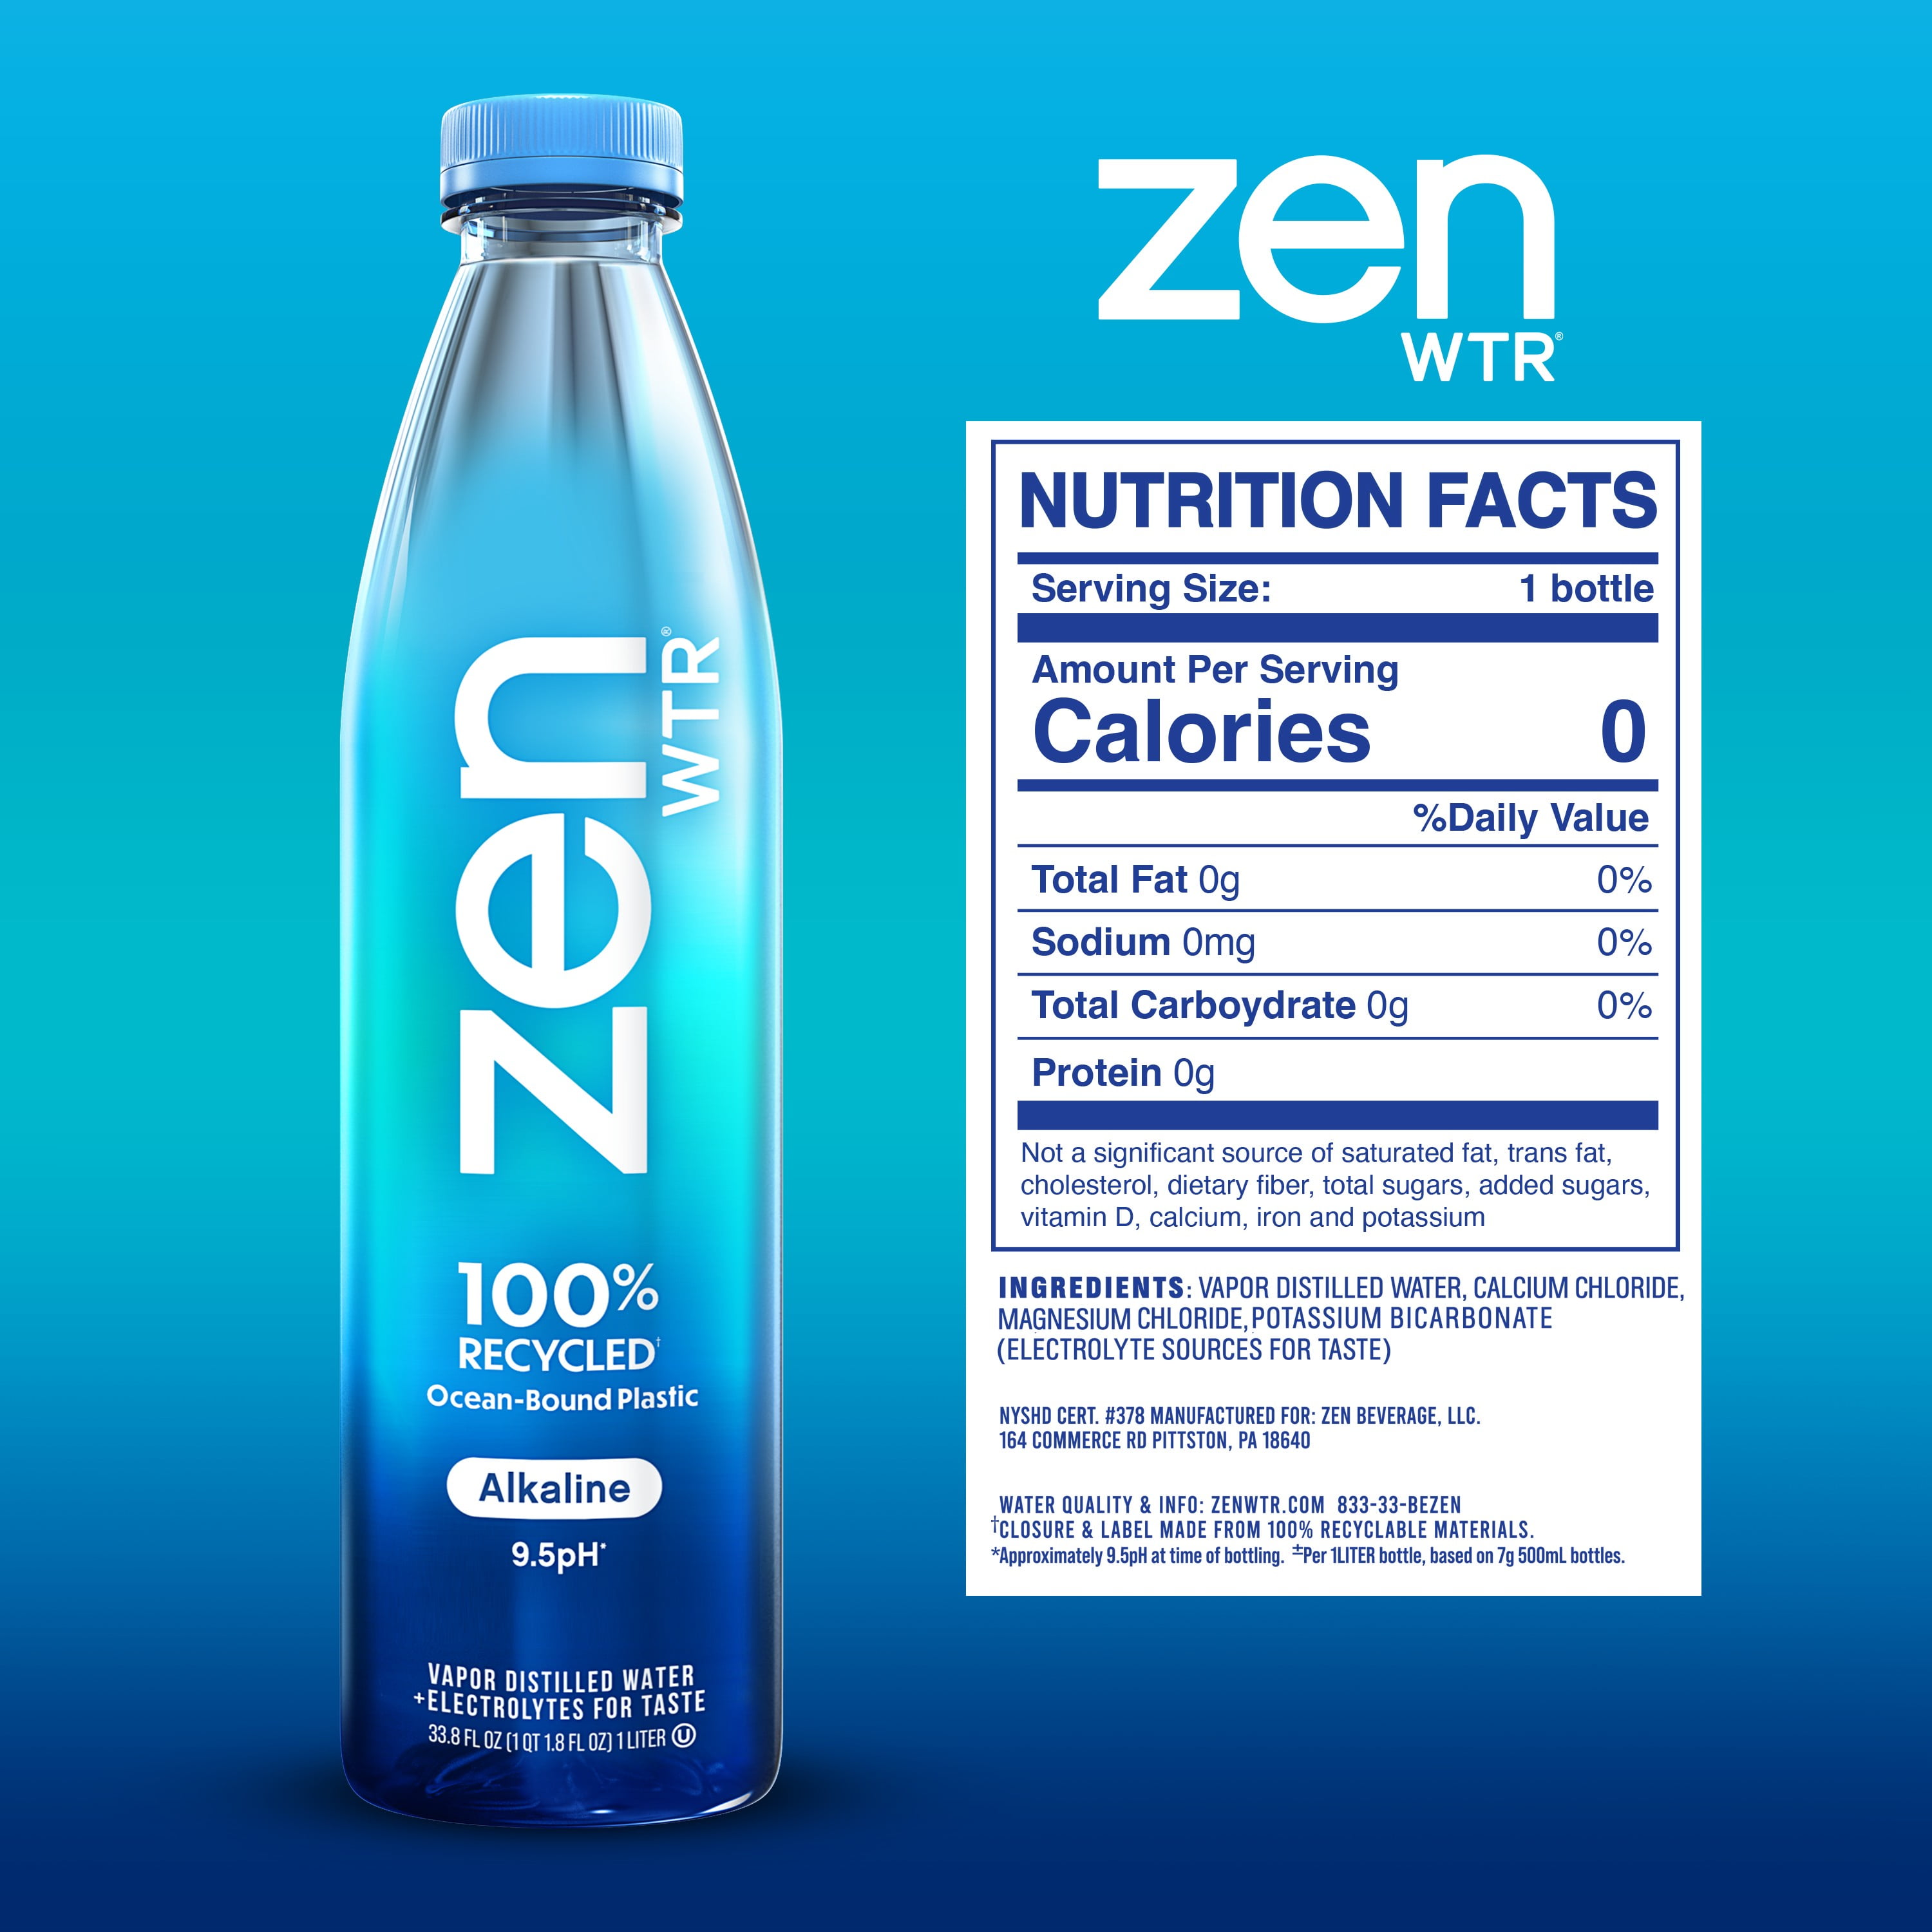 zen
WTR®
100%
RECYCLED†
Ocean-Bound Plastic
Alkaline
9.5pH*
VAPOR DISTILLED WATER
+ELECTROLYTES FOR TASTE
33.8 FL OZ (1 QT 1.8 FL OZ) 1 LITER Ⓤ
zen
WTR®
NUTRITION FACTS
Serving Size: 1 bottle
Amount Per Serving
Calories 0
%Daily Value
Total Fat 0g 0%
Sodium 0mg 0%
Total Carboydrate 0g 0%
Protein 0g
Not a significant source of saturated fat, trans fat,
cholesterol, dietary fiber, total sugars, added sugars,
vitamin D, calcium, iron and potassium
INGREDIENTS: VAPOR DISTILLED WATER, CALCIUM CHLORIDE,
MAGNESIUM CHLORIDE, POTASSIUM BICARBONATE
(ELECTROLYTE SOURCES FOR TASTE)
NYSHD CERT. #378 MANUFACTURED FOR: ZEN BEVERAGE, LLC.
164 COMMERCE RD PITTSTON, PA 18640
WATER QUALITY & INFO: ZENWTR.COM 833-33-BEZEN
†CLOSURE & LABEL MADE FROM 100% RECYCLABLE MATERIALS.
*Approximately 9.5pH at time of bottling. ±Per 1LITER bottle, based on 7g 500mL bottles.